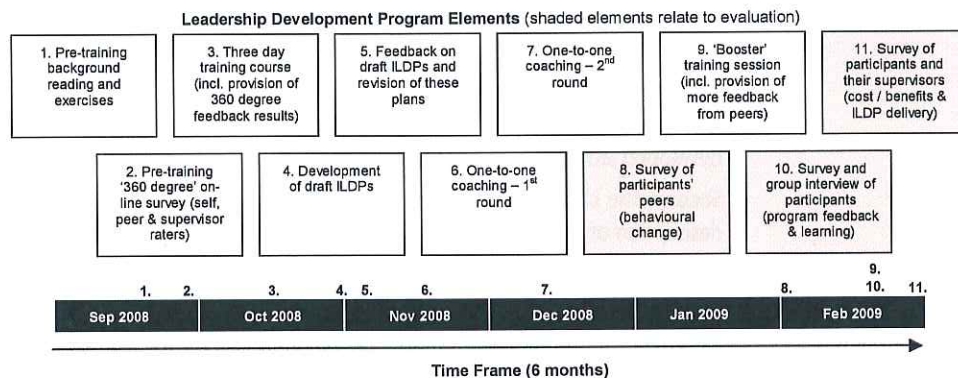 Leadership Development Program Elements (shaded elements relate to evaluation)
1. Pre-training
background
reading and
exercises
3. Three day
training course
(incl. provision of
360 degree
feedback results)
5. Feedback on
draft ILDPs and
revision of these
plans
7. One-to-one
coaching – 2nd
round
9. 'Booster'
training session
(incl. provision of
more feedback
from peers)
11. Survey of
participants and
their supervisors
(cost / benefits &
ILDP delivery)
2. Pre-training
'360 degree' on-
line survey (self,
peer & supervisor
raters)
4. Development
of draft ILDPs
6. One-to-one
coaching – 1st
round
8. Survey of
participants'
peers
(behavioural
change)
10. Survey and
group interview of
participants
(program feedback
& learning)
1. 2. 3. 4. 5. 6. 7. 8. 9.
10. 11.
Sep 2008 Oct 2008 Nov 2008 Dec 2008 Jan 2009 Feb 2009
Time Frame (6 months)